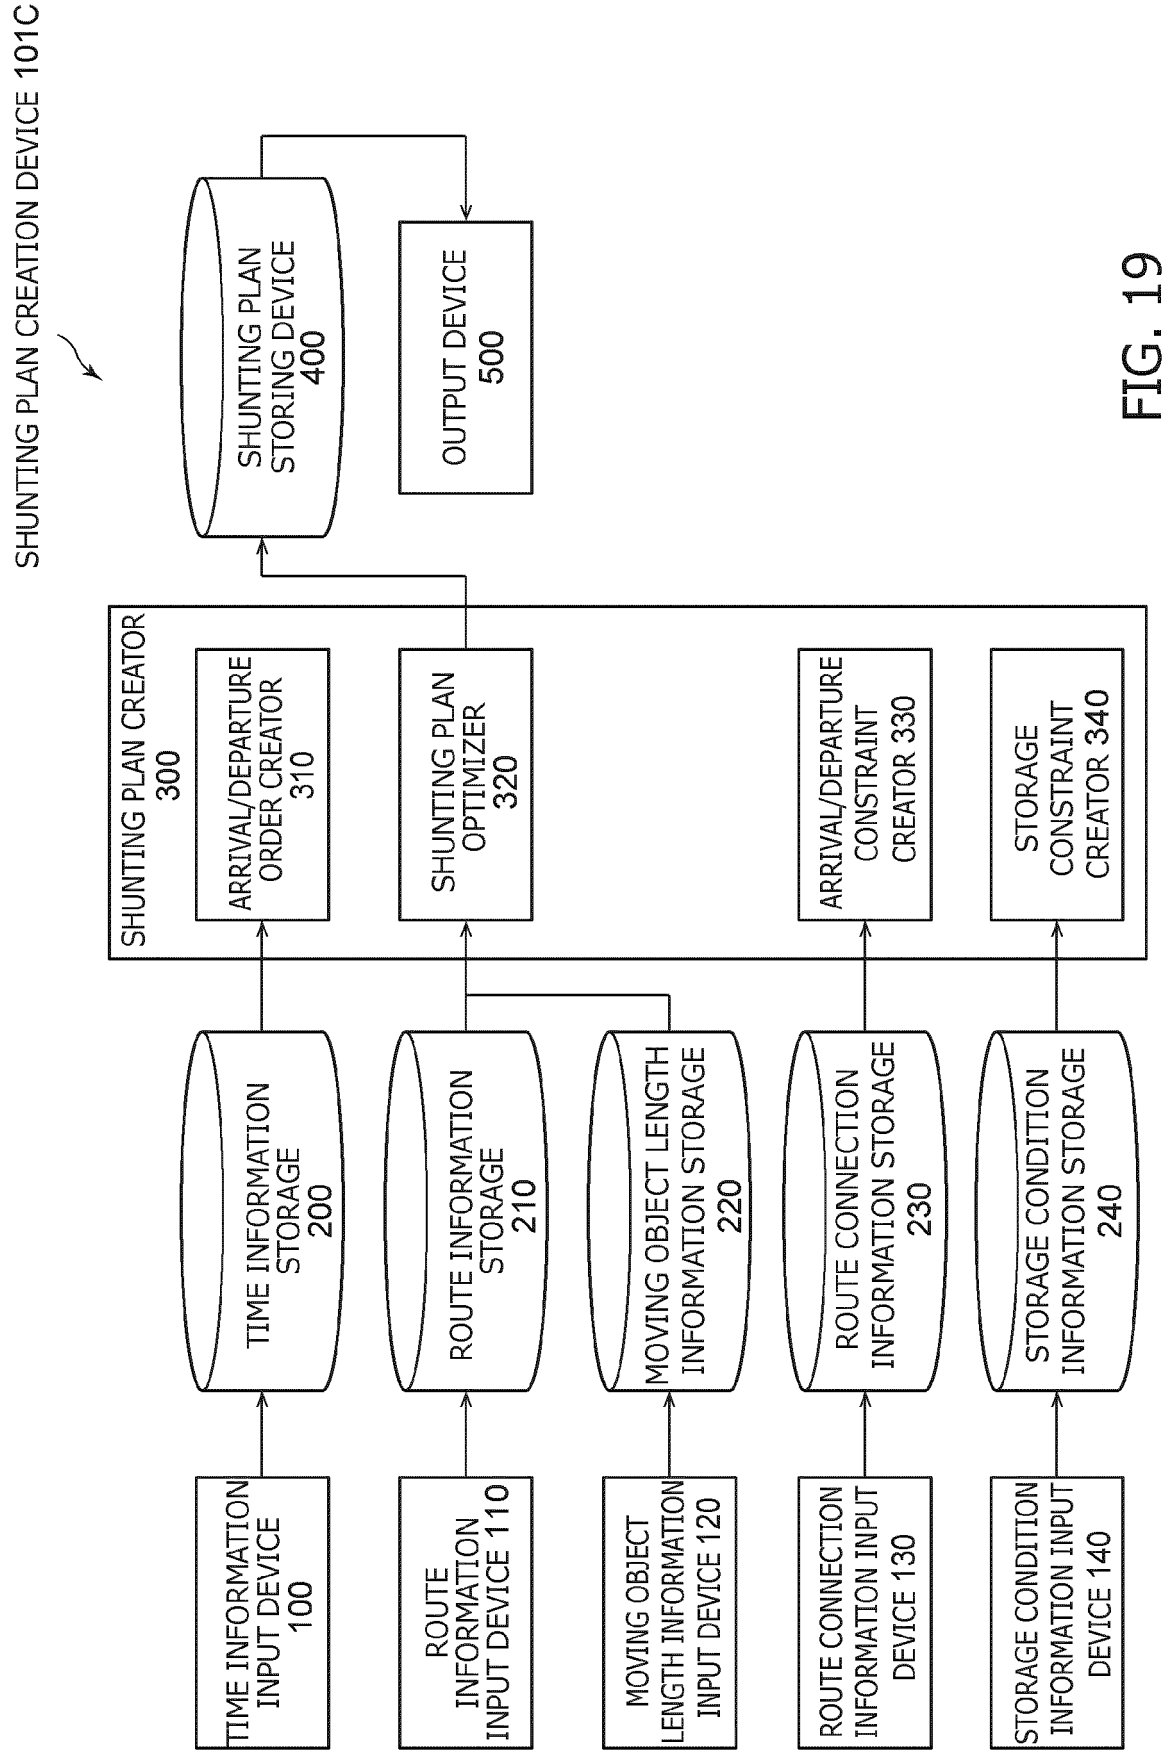 SHUNTING PLAN CREATION DEVICE 101C
TIME INFORMATION
INPUT DEVICE
100
TIME INFORMATION
STORAGE
200
SHUNTING PLAN CREATOR
300
ARRIVAL/DEPARTURE
ORDER CREATOR
310
SHUNTING PLAN
STORING DEVICE
400
ROUTE
INFORMATION
INPUT DEVICE 110
ROUTE INFORMATION
STORAGE
210
SHUNTING PLAN
OPTIMIZER
320
OUTPUT DEVICE
500
MOVING OBJECT
LENGTH INFORMATION
INPUT DEVICE 120
MOVING OBJECT LENGTH
INFORMATION STORAGE
220
ROUTE CONNECTION
INFORMATION INPUT
DEVICE 130
ROUTE CONNECTION
INFORMATION STORAGE
230
ARRIVAL/DEPARTURE
CONSTRAINT
CREATOR 330
STORAGE CONDITION
INFORMATION INPUT
DEVICE 140
STORAGE CONDITION
INFORMATION STORAGE
240
STORAGE
CONSTRAINT
CREATOR 340
FIG. 19